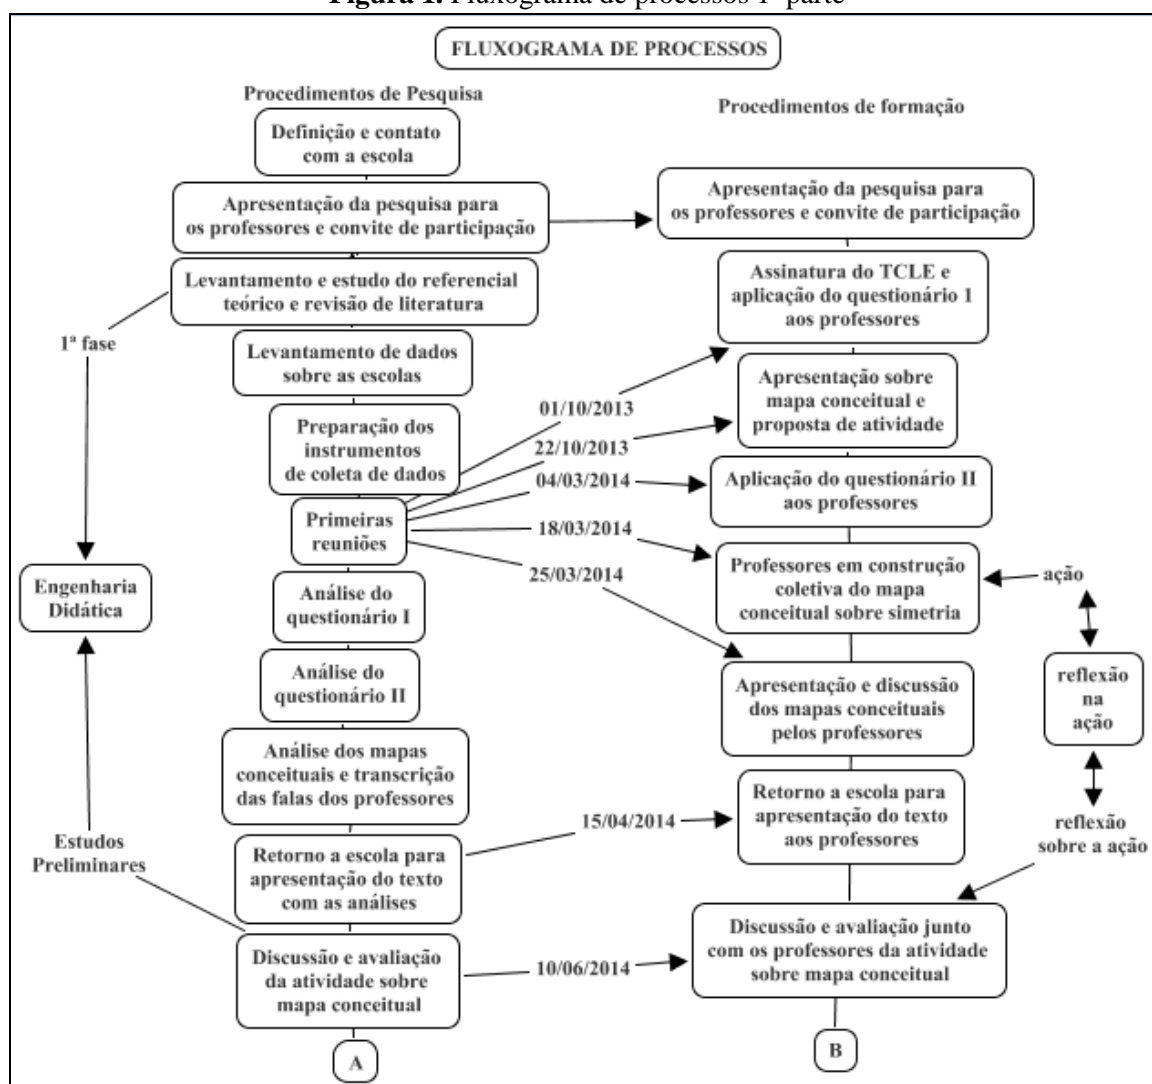 Figura 1. Fluxograma de processos 1ª parte
FLUXOGRAMA DE PROCESSOS
Procedimentos de Pesquisa
Definição e contato
com a escola
Apresentação da pesquisa para
os professores e convite de participação
Levantamento e estudo do referencial
teórico e revisão de literatura
1ª fase
Levantamento de dados
sobre as escolas
Preparação dos
instrumentos
de coleta de dados
Primeiras
reuniões
Engenharia
Didática
Análise do
questionário I
Análise do
questionário II
Análise dos mapas
conceituais e transcrição
das falas dos professores
Estudos
Preliminares
Retorno a escola para
apresentação do texto
com as análises
Discussão e avaliação
da atividade sobre
mapa conceitual
A
01/10/2013
22/10/2013
04/03/2014
18/03/2014
25/03/2014
15/04/2014
10/06/2014
Procedimentos de formação
Apresentação da pesquisa para
os professores e convite de participação
Assinatura do TCLE e
aplicação do questionário 1
aos professores
Apresentação sobre
mapa conceitual e
proposta de atividade
Aplicação do questionário II
aos professores
Professores em construção
coletiva do mapa
conceitual sobre simetria
ação
reflexão
na
ação
Apresentação e discussão
dos mapas conceituais
pelos professores
Retorno a escola para
apresentação do texto
aos professores
reflexão
sobre a ação
Discussão e avaliação junto
com os professores da atividade
sobre mapa conceitual
B